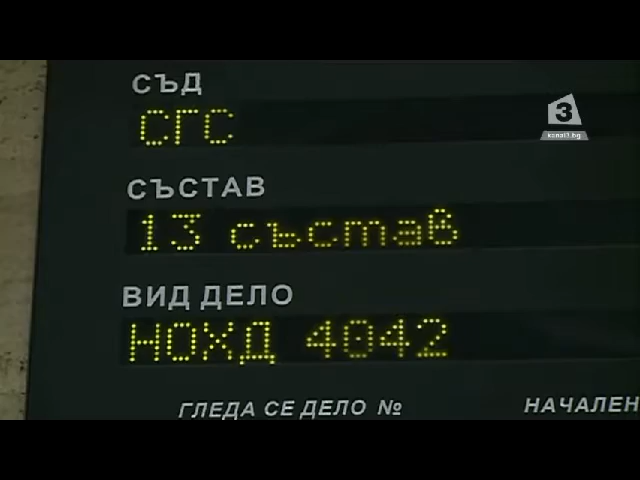 СЪД
3
СГС
kanal3.bg
СЪСТАВ
13 състав
ВИД ДЕЛО
НОХД 4042
ГЛЕДА СЕ ДЕЛО № НАЧАЛЕН